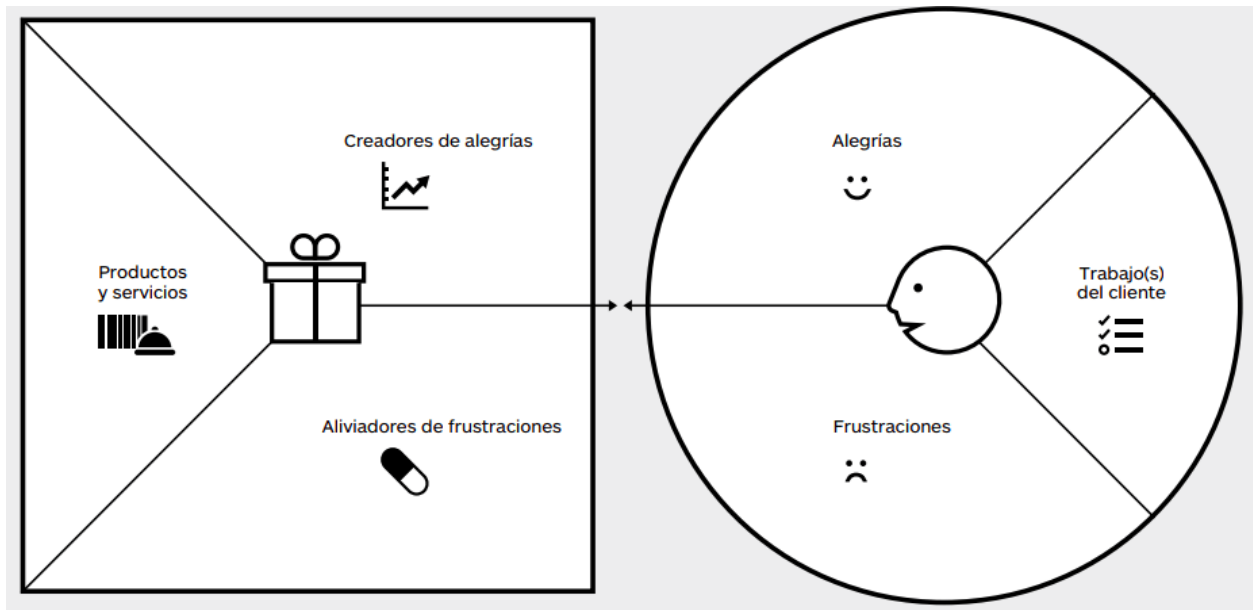 Creadores de alegrías
Productos
y servicios
Aliviadores de frustraciones
Alegrías
Trabajo(s)
del cliente
Frustraciones